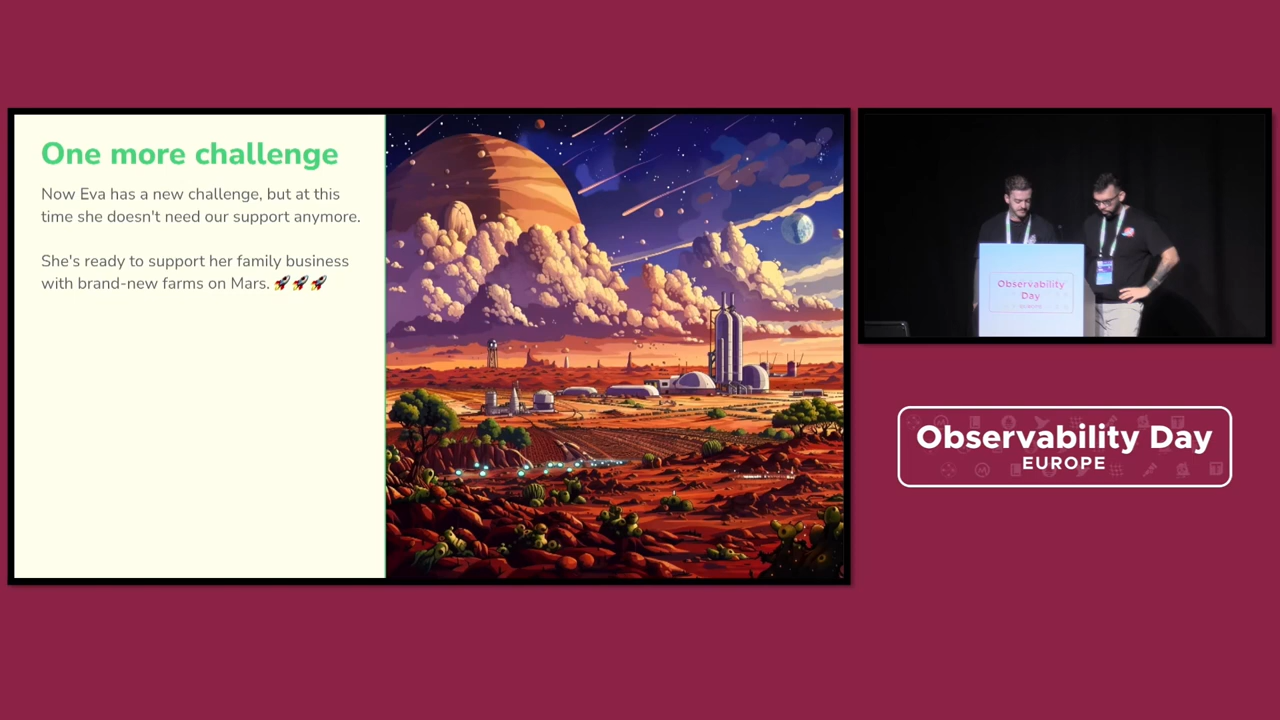 One more challenge
Now Eva has a new challenge, but at this
time she doesn't need our support anymore.
She's ready to support her family business
with brand-new farms on Mars. 🚀🚀🚀
Observability
Day
EUROPE
Observability Day
EUROPE